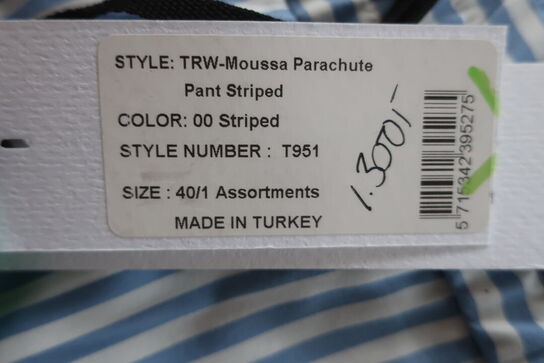 STYLE: TRW-Moussa Parachute
Pant Striped
COLOR: 00 Striped
STYLE NUMBER : T951
SIZE : 40/1 Assortments
MADE IN TURKEY
1.300,-
5 715342 395275